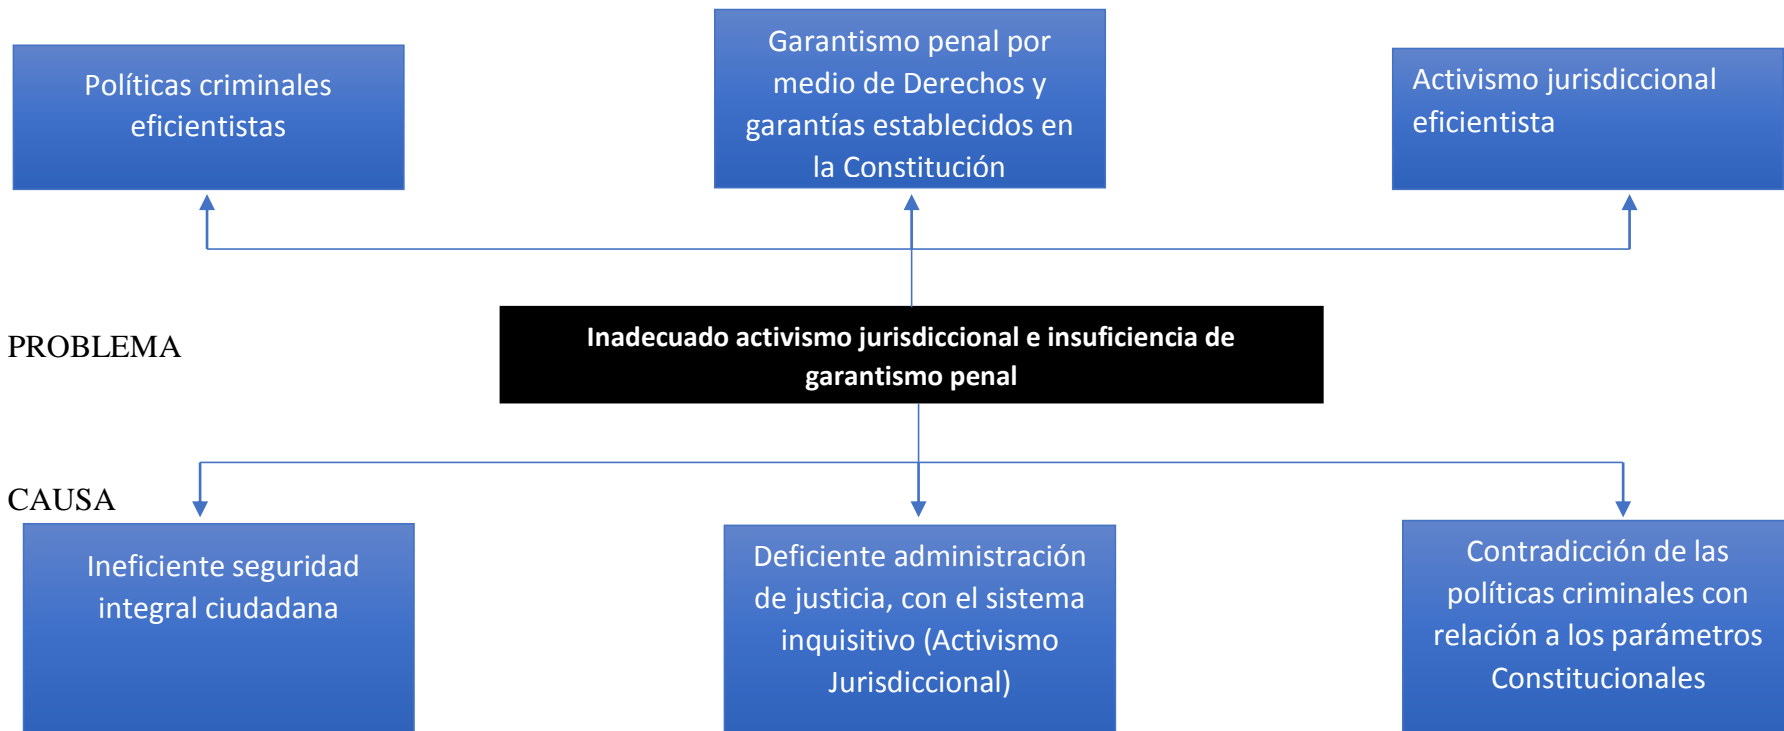 Políticas criminales
eficientistas
Garantismo penal por
medio de Derechos y
garantías establecidos en
la Constitución
Activismo jurisdiccional
eficientista
PROBLEMA
Inadecuado activismo jurisdiccional e insuficiencia de
garantismo penal
CAUSA
Ineficiente seguridad
integral ciudadana
Deficiente administración
de justicia, con el sistema
inquisitivo (Activismo
Jurisdiccional)
Contradicción de las
políticas criminales con
relación a los parámetros
Constitucionales